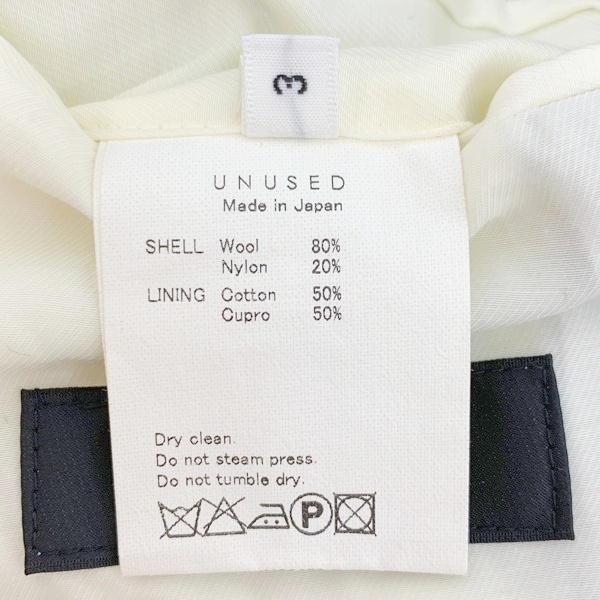 3
UNUSED
Made in Japan
SHELL Wool 80%
Nylon 20%
LINING Cotton 50%
Cupro 50%
Dry clean.
Do not steam press.
Do not tumble dry.
P